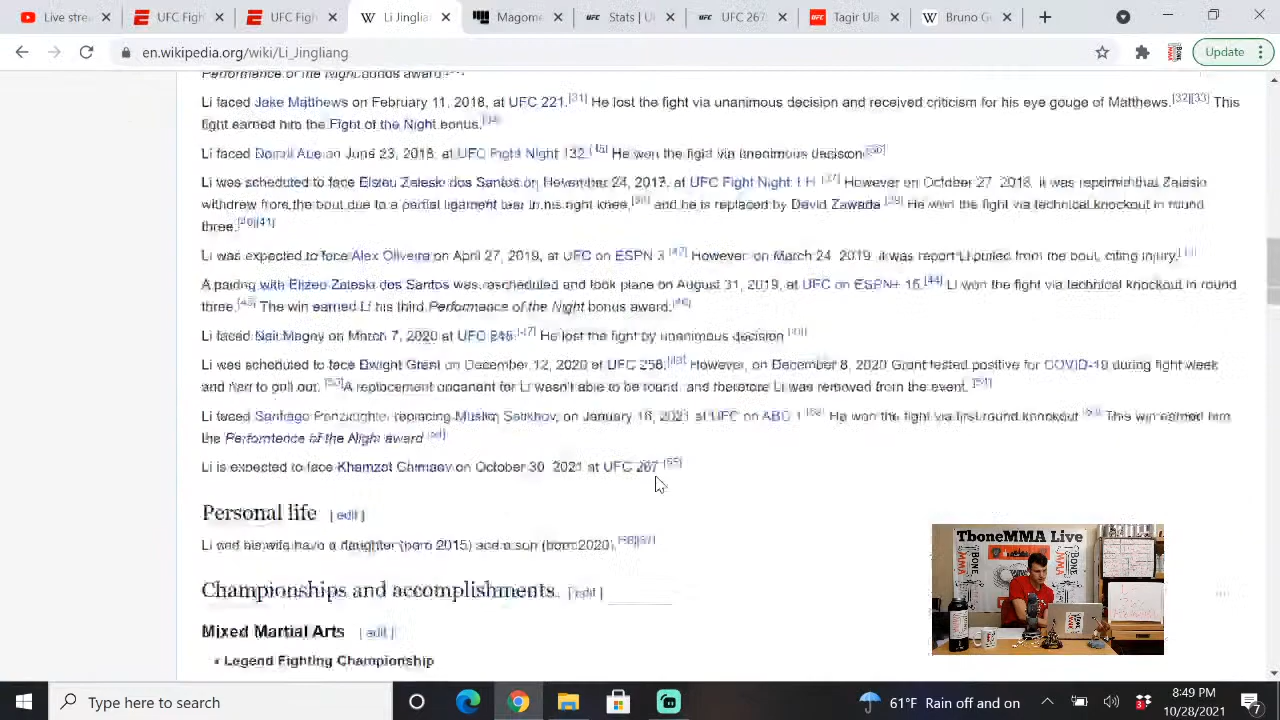 Live stre
UFC Fig
UFC Fig
Li Jingli
Magome
Stats | U
UFC 267
Tagir Ula
Bruno G
en.wikipedia.org/wiki/Li_Jingliang
Update
Performance of the Night bonus award.
Li faced Jake Matthews on February 11, 2018, at UFC 221.[31] He lost the fight via unanimous decision and received criticism for his eye gouge of Matthews.[32][33] This
fight earned him the Fight of the Night bonus.
Li faced on June 23, 2018, at UFC Fight Night 132. He won the fight via unanimous decision
Li was scheduled to face Elizeu Zaleski dos Santos on November 24, at UFC Fight Night However on October 27 2018, it was reported that Zaleski
withdrew from the bout due to a partial ligament tear in his right knee, and he is replaced by David Zawada He won the fight via technical knockout in round
three. [41]
Li was expected to face Alex Oliveira on April 27, 2019, at UFC on ESPN 3 However on March 24 2019 it was report Li pulled from the bout, citing injury.
A pairing with Elizeu Zaleski dos Santos was rescheduled and took place on August 31, 2019, at UFC on ESPN+ 15.[44] Li won the fight via technical knockout in round
three. The win earned Li his third Performance of the Night bonus award.
Li faced Neil Magny on March 7, 2020 at UFC He lost the fight by unanimous decision
Li was scheduled to face Dwight Grant on December 12, 2020 at UFC 256. However, on December 8, 2020 Grant tested positive for COVID-19 during fight week
and had to pull out. A replacement for Li wasn't able to be found and therefore Li was removed from the event.
Li faced Santiago Ponzinibbio replacing Muslim Salikhov, on January 16, 2021 at UFC on ABC 1 He won the fight via first round knockout This win earned him
the Performance of the Night award
Li is expected to face Khamzat Chimaev on October 30 2021 at UFC 267 [55]
Personal life [edit]
Li and his wife have a daughter (born 2015) and a son (born 2020).
Championships and accomplishments [edit]
Mixed Martial Arts [edit]
• Legend Fighting Championship
TboneMMA Live
Type here to search
61°F Rain off and on
8:49 PM
10/28/2021
7